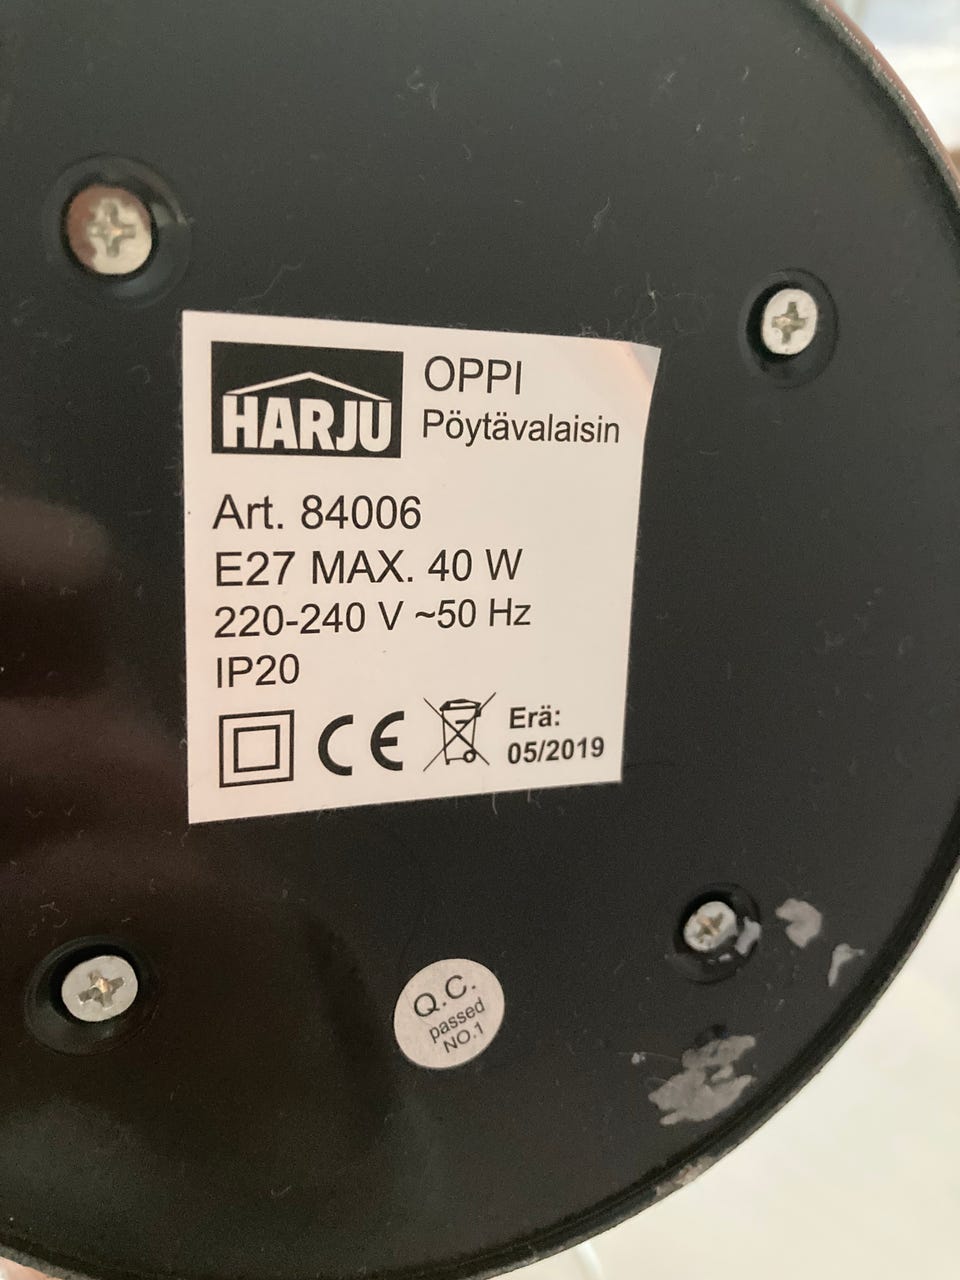 HARJU
OPPI
Pöytävalaisin
Art. 84006
E27 MAX. 40 W
220-240 V ~50 Hz
IP20
CE
Erä:
05/2019
Q.C.
passed
NO.1